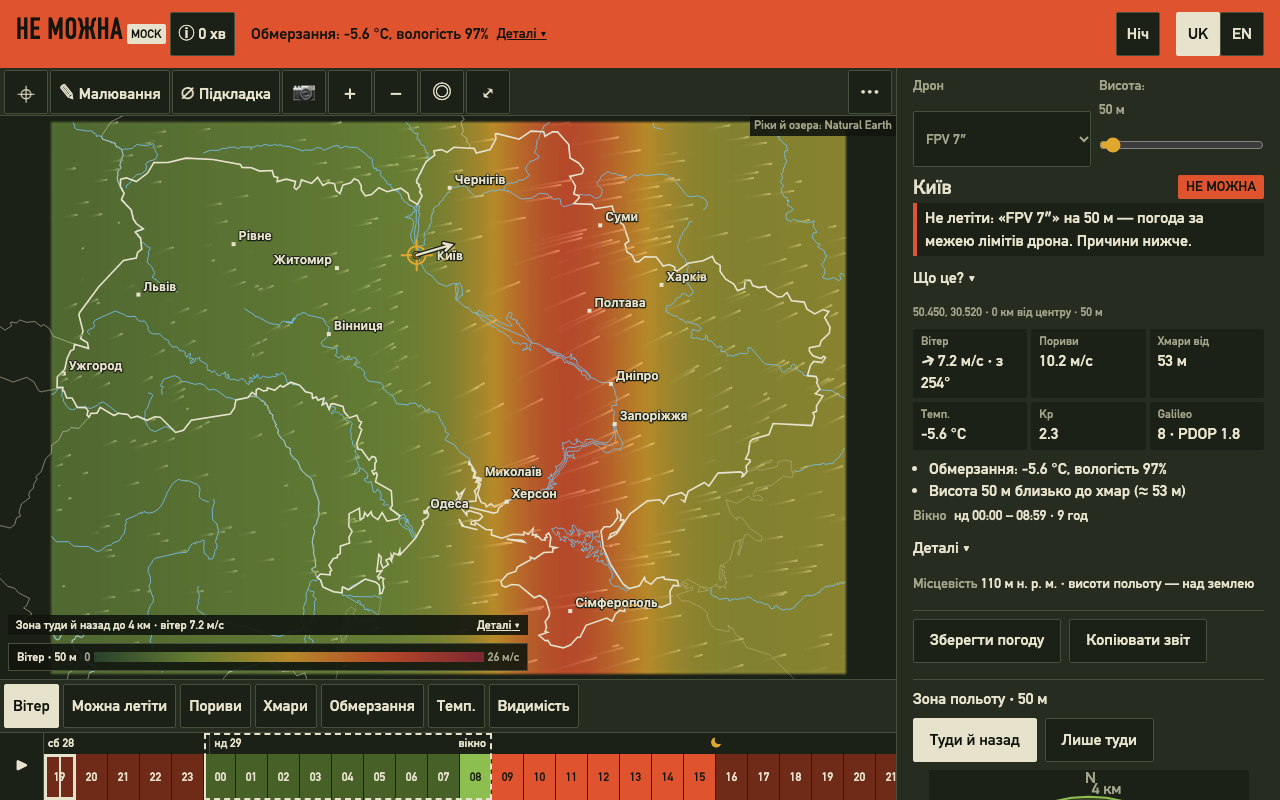 НЕ МОЖНА МОСК ⓘ 0 хв Обмерзання: -5.6 °C, вологість 97% Деталі ▾ Ніч UK EN
✎ Малювання ∅ Підкладка + − ◎ ⤢ •••
Ріки й озера: Natural Earth
Чернігів
Суми
Рівне
Київ
Житомир
Харків
Львів
Полтава
Вінниця
Ужгород
Дніпро
Запоріжжя
Миколаїв
Херсон
Одеса
Сімферополь
Зона туди й назад до 4 км · вітер 7.2 м/с Деталі ▾
Вітер · 50 м 0 26 м/с
Вітер Можна летіти Пориви Хмари Обмерзання Темп. Видимість
сб 28 нд 29 вікно
19 20 21 22 23 00 01 02 03 04 05 06 07 08 09 10 11 12 13 14 15 16 17 18 19 20 21
Дрон Висота:
50 м
FPV 7″
Київ НЕ МОЖНА
Не летіти: «FPV 7″» на 50 м — погода за
межею лімітів дрона. Причини нижче.
Що це? ▾
50.450, 30.520 · 0 км від центру · 50 м
Вітер Пориви Хмари від
➔ 7.2 м/с · з 10.2 м/с 53 м
254°
Темп. Kp Galileo
-5.6 °C 2.3 8 · PDOP 1.8
• Обмерзання: -5.6 °C, вологість 97%
• Висота 50 м близько до хмар (≈ 53 м)
Вікно нд 00:00 – 08:59 · 9 год
Деталі ▾
Місцевість 110 м н. р. м. · висоти польоту — над землею
Зберегти погоду Копіювати звіт
Зона польоту · 50 м
Туди й назад Лише туди
N
4 км